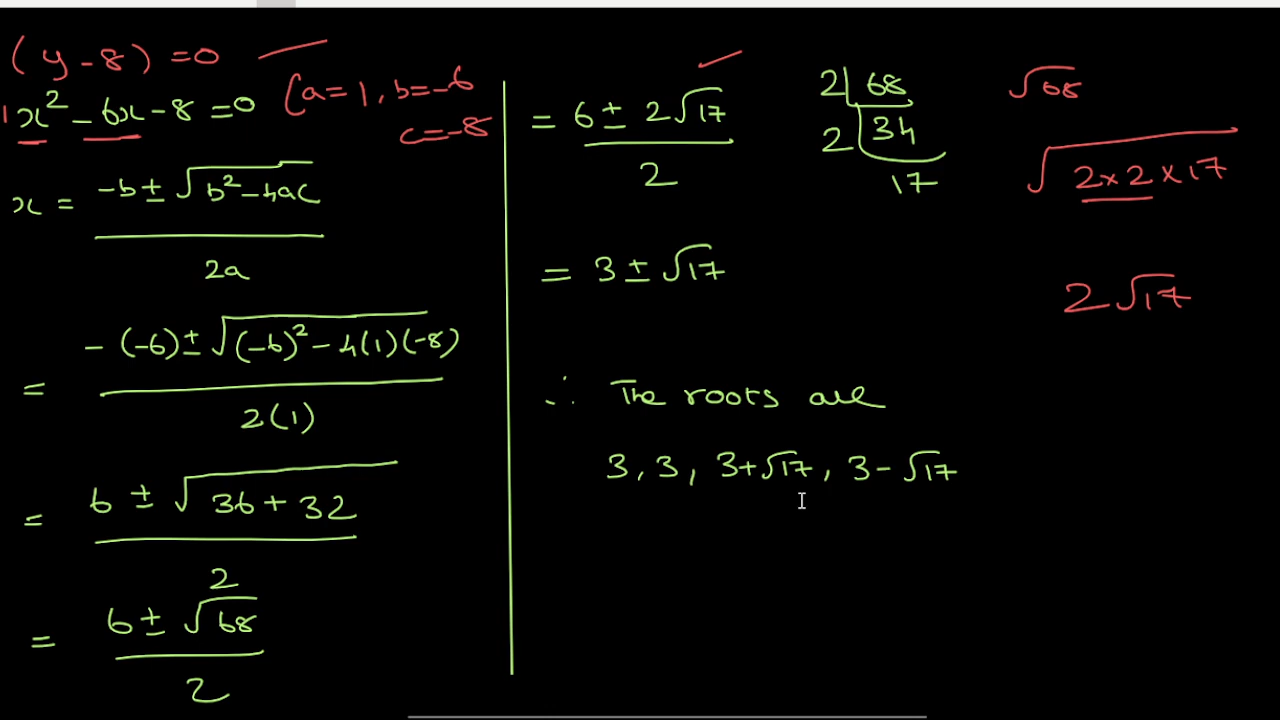 (y-8)=0
1x² - 6x - 8 = 0 (a=1, b=-6
c=-8
x = (-b ± √(b² - 4ac)) / 2a
= (-(-6) ± √((-6)² - 4(1)(-8))) / 2(1)
= (6 ± √(36 + 32)) / 2
= (6 ± √68) / 2
= (6 ± 2√17) / 2
= 3 ± √17
∴ The roots are
3, 3, 3+√17, 3-√17
2 | 68
2 | 34
17
√68
√(2×2×17)
2√17